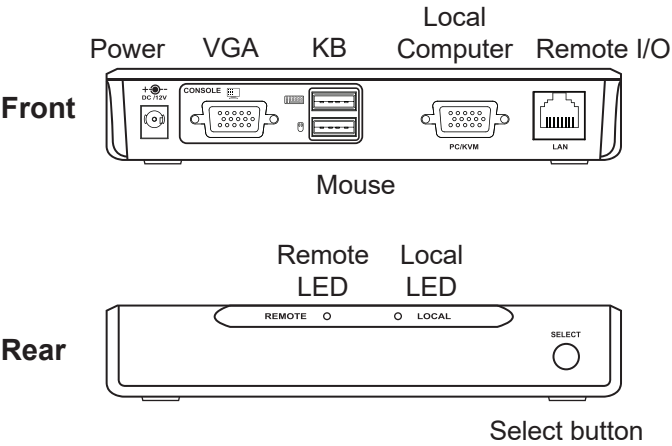 Local
Power VGA KB Computer Remote I/O
Front
DC /12V
CONSOLE
PC/KVM
LAN
Mouse
Remote Local
LED LED
REMOTE LOCAL
Rear
SELECT
Select button